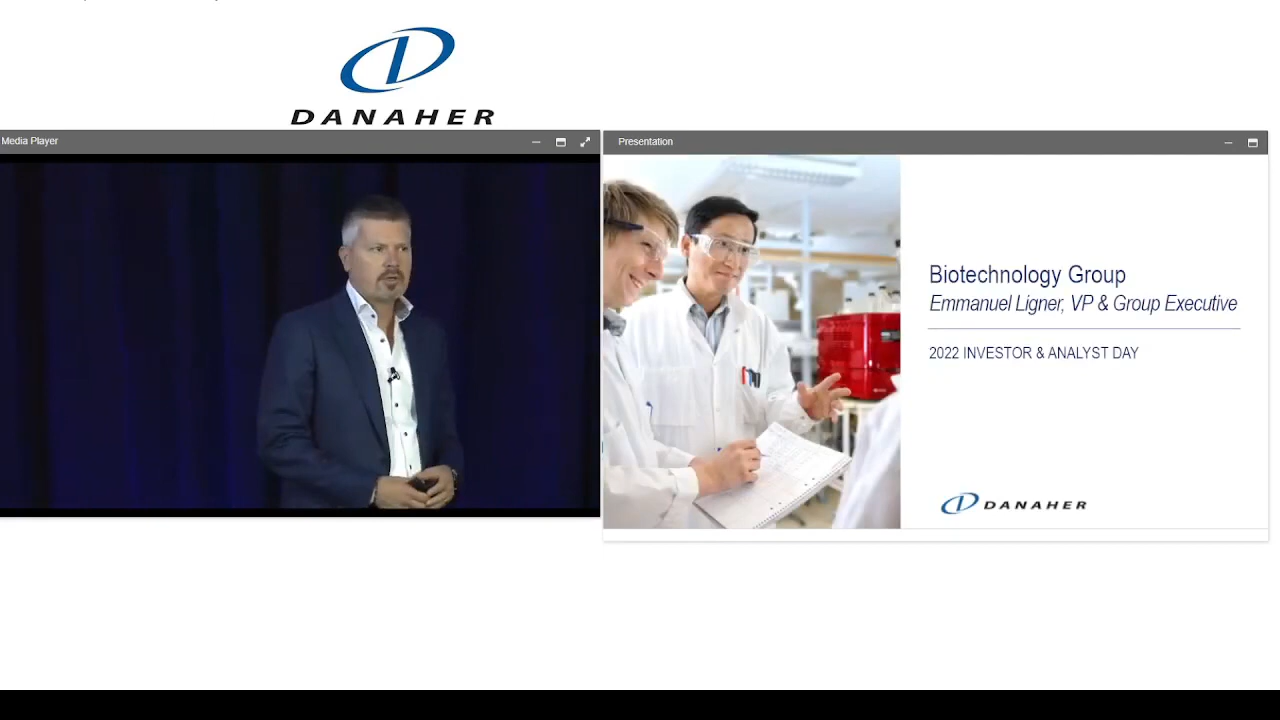 DANAHER
Media Player
Presentation
Biotechnology Group
Emmanuel Ligner, VP & Group Executive
2022 INVESTOR & ANALYST DAY
DANAHER